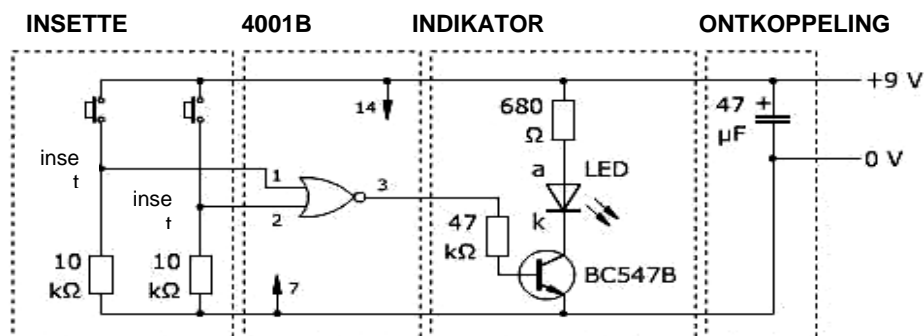 INSETTE 4001B INDIKATOR ONTKOPPELING
+9 V
14
680
Ω
47
µF
+
inse
t
a
LED
0 V
1
3
inse
t
2
k
47
kΩ
10
kΩ
10
kΩ
7
BC547B